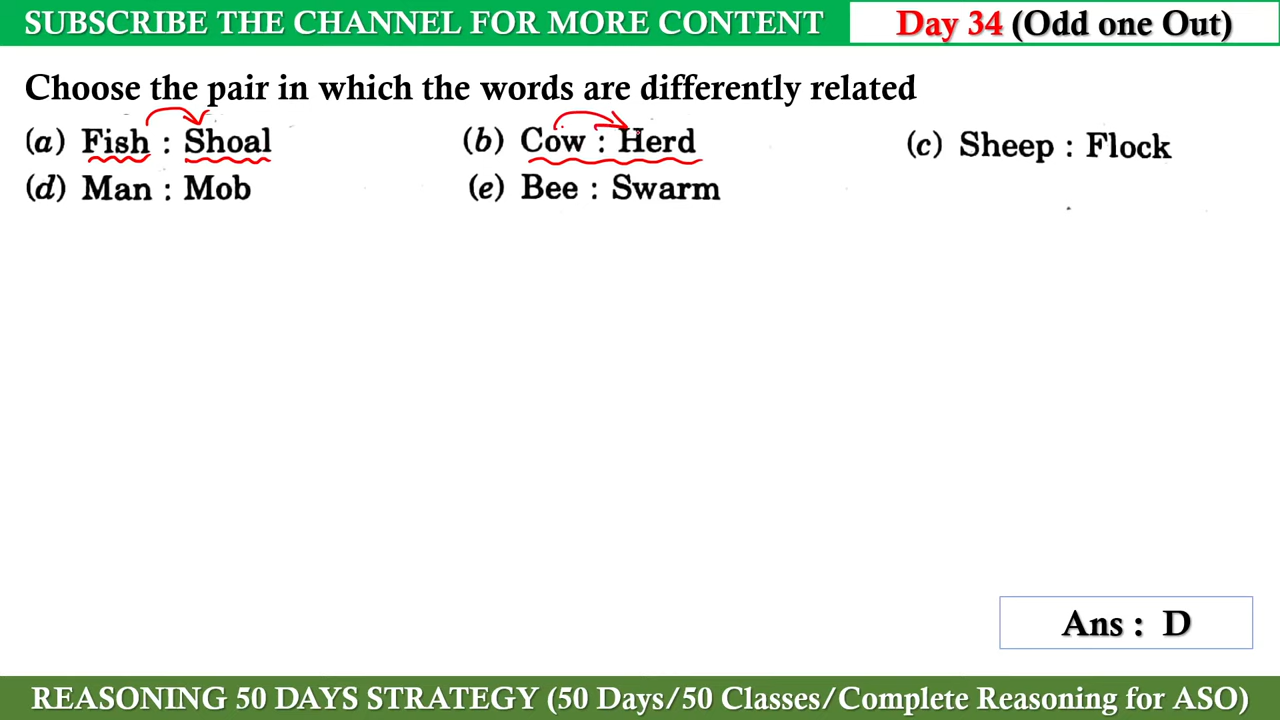 SUBSCRIBE THE CHANNEL FOR MORE CONTENT
Day 34 (Odd one Out)
Choose the pair in which the words are differently related
(a) Fish : Shoal (b) Cow : Herd (c) Sheep : Flock
(d) Man : Mob (e) Bee : Swarm
Ans : D
REASONING 50 DAYS STRATEGY (50 Days/50 Classes/Complete Reasoning for ASO)